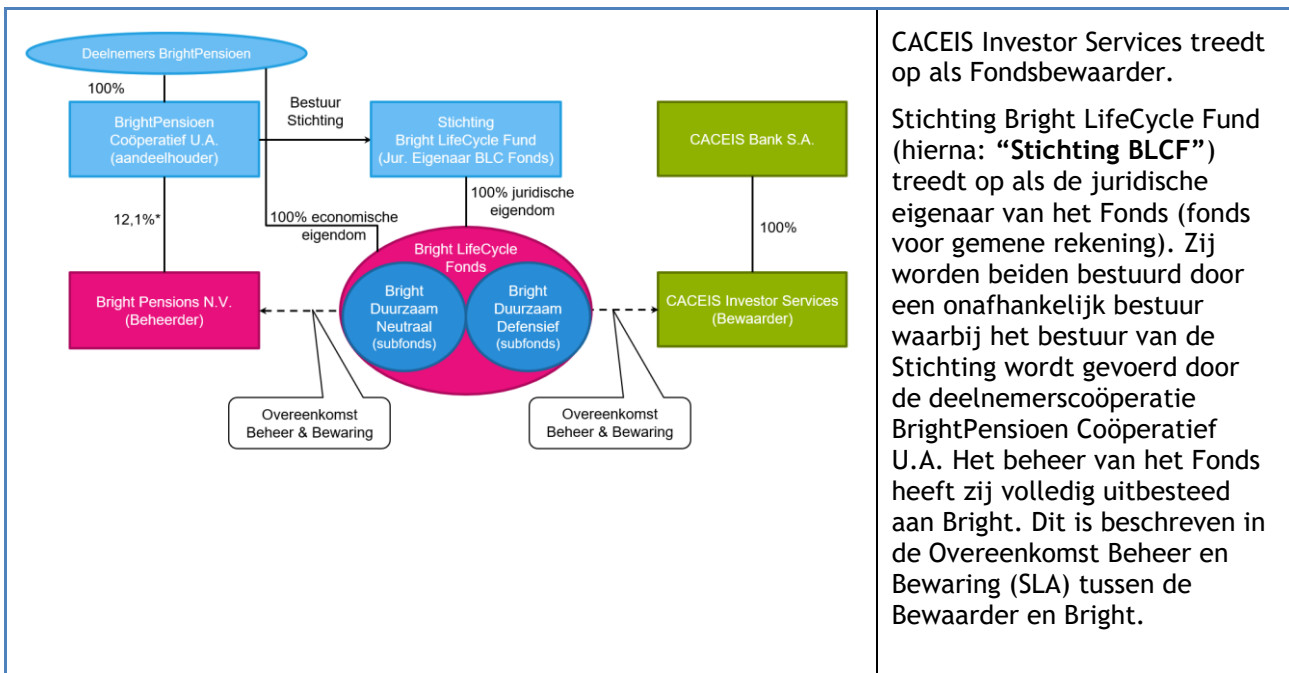 Deelnemers BrightPensioen
100%
BrightPensioen
Coöperatief U.A.
(aandeelhouder)
Bestuur
Stichting
Stichting
Bright LifeCycle Fund
(Jur. Eigenaar BLC Fonds)
CACEIS Bank S.A.
12,1%*
100% economische
eigendom
100% juridische
eigendom
100%
Bright LifeCycle
Fonds
Bright Pensions N.V.
(Beheerder)
Bright
Duurzaam
Neutraal
(subfonds)
Bright
Duurzaam
Defensief
(subfonds)
CACEIS Investor Services
(Bewaarder)
Overeenkomst
Beheer & Bewaring
Overeenkomst
Beheer & Bewaring
CACEIS Investor Services treedt
op als Fondsbewaarder.
Stichting Bright LifeCycle Fund
(hierna: “Stichting BLCF”)
treedt op als de juridische
eigenaar van het Fonds (fonds
voor gemene rekening). Zij
worden beiden bestuurd door
een onafhankelijk bestuur
waarbij het bestuur van de
Stichting wordt gevoerd door
de deelnemerscoöperatie
BrightPensioen Coöperatief
U.A. Het beheer van het Fonds
heeft zij volledig uitbesteed
aan Bright. Dit is beschreven in
de Overeenkomst Beheer en
Bewaring (SLA) tussen de
Bewaarder en Bright.